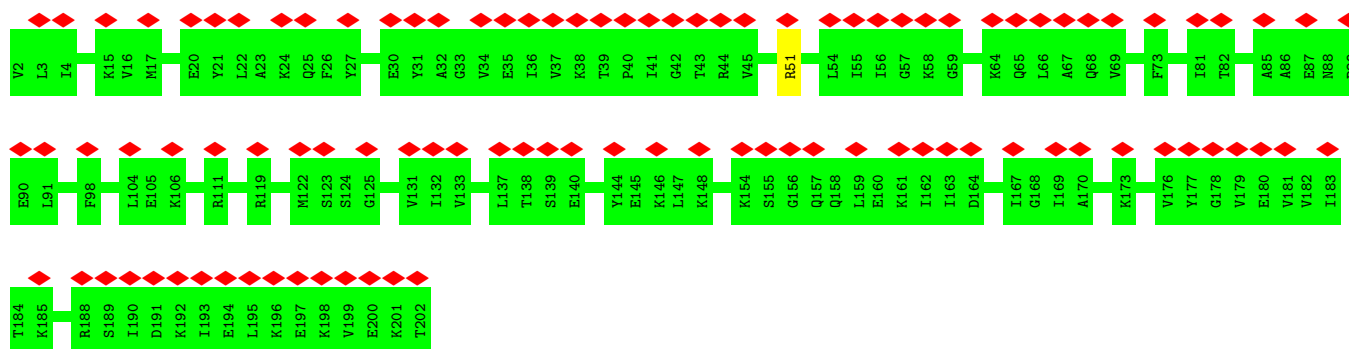 V2 L3 I4 K15 V16 M17 E20 Y21 L22 A23 K24 Q25 F26 Y27 E30 Y31 A32 G33 V34 E35 I36 V37 K38 T39 P40 I41 G42 T43 R44 V45 R51 L54 I55 I56 G57 K58 G59 K64 Q65 L66 A67 Q68 V69 F73 I81 T82 A85 A86 E87 N88
E90 L91 F98 L104 E105 K106 R111 R119 M122 S123 S124 G125 V131 I132 V133 L137 T138 S139 E140 Y144 E145 K146 L147 K148 K154 S155 G156 Q157 Q158 L159 E160 K161 I162 I163 D164 I167 G168 I169 A170 K173 V176 Y177 G178 V179 E180 V181 V182 I183
T184 K185 R188 S189 I190 D191 K192 I193 E194 L195 K196 E197 K198 V199 E200 K201 T202